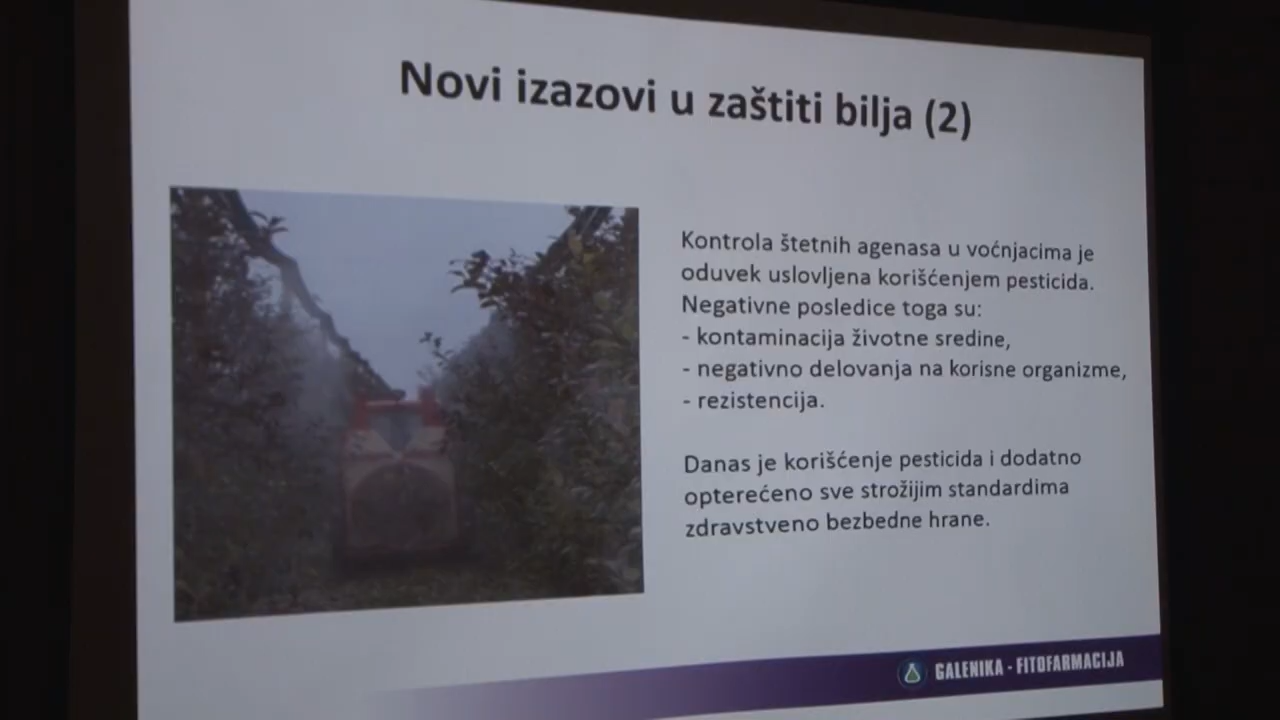 Novi izazovi u zaštiti bilja (2)
Kontrola štetnih agenasa u voćnjacima je
oduvek uslovljena korišćenjem pesticida.
Negativne posledice toga su:
- kontaminacija životne sredine,
- negativno delovanja na korisne organizme,
- rezistencija.
Danas je korišćenje pesticida i dodatno
opterećeno sve strožijim standardima
zdravstveno bezbedne hrane.
GALENIKA - FITOFARMACIJA